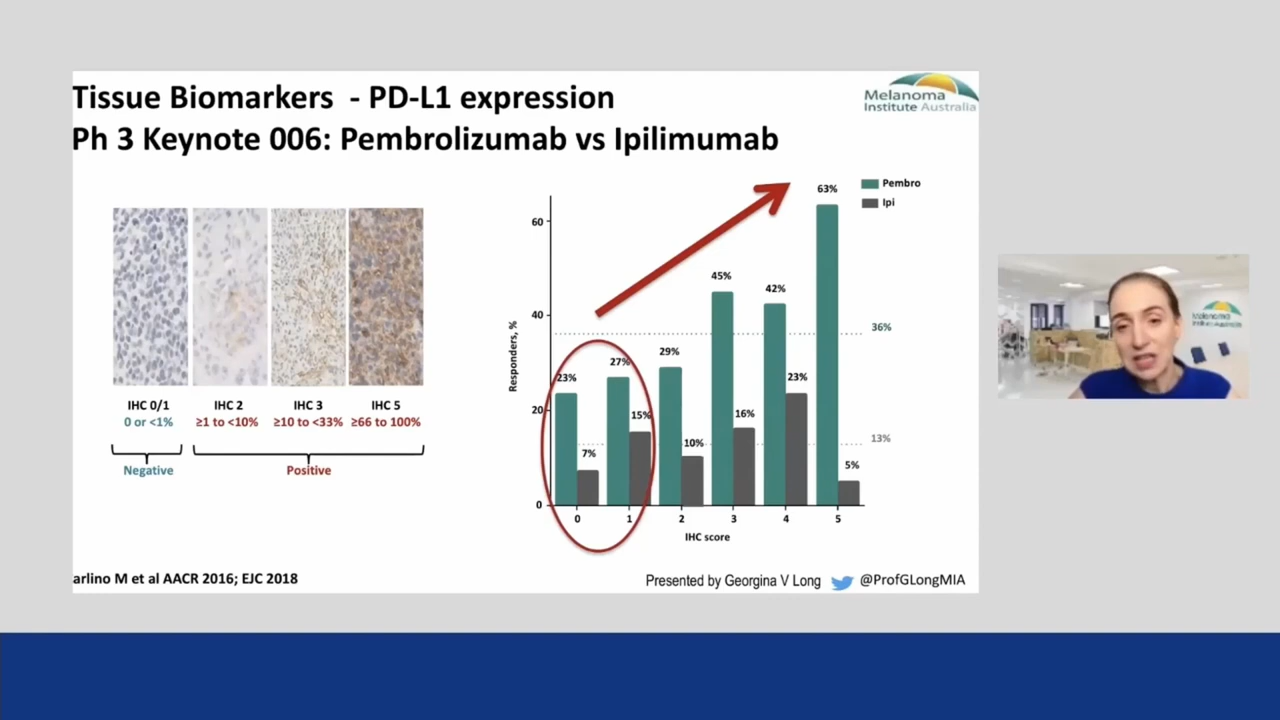 Tissue Biomarkers - PD-L1 expression
Ph 3 Keynote 006: Pembrolizumab vs Ipilimumab
Melanoma
Institute Australia
IHC 0/1
0 or <1%
IHC 2
≥1 to <10%
IHC 3
≥10 to <33%
IHC 5
≥66 to 100%
Negative
Positive
Pembro
Ipi
Responders, %
60
40
20
0
23%
7%
27%
15%
29%
10%
45%
16%
42%
23%
63%
5%
36%
13%
0
1
2
3
4
5
IHC score
arlino M et al AACR 2016; EJC 2018
Presented by Georgina V Long
@ProfGLongMIA
Melanoma
Institute Australia